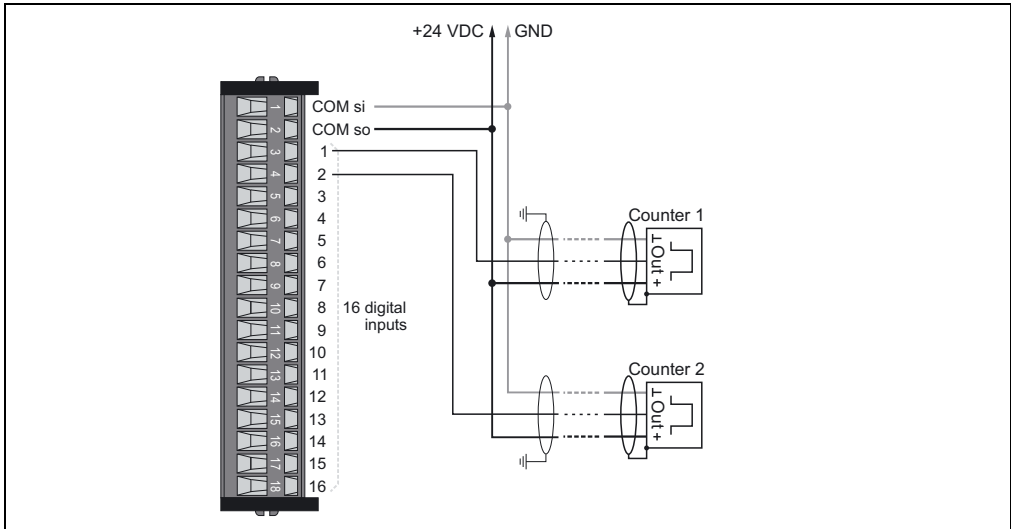 +24 VDC GND
1 COM si
2 COM so
3 1
4 2
5 3
6 4
7 5
8 6
9 7
10 8
11 9
12 10
13 11
14 12
15 13
16 14
17 15
18 16
16 digital
inputs
Counter 1
⊥ Out +
Counter 2
⊥ Out +